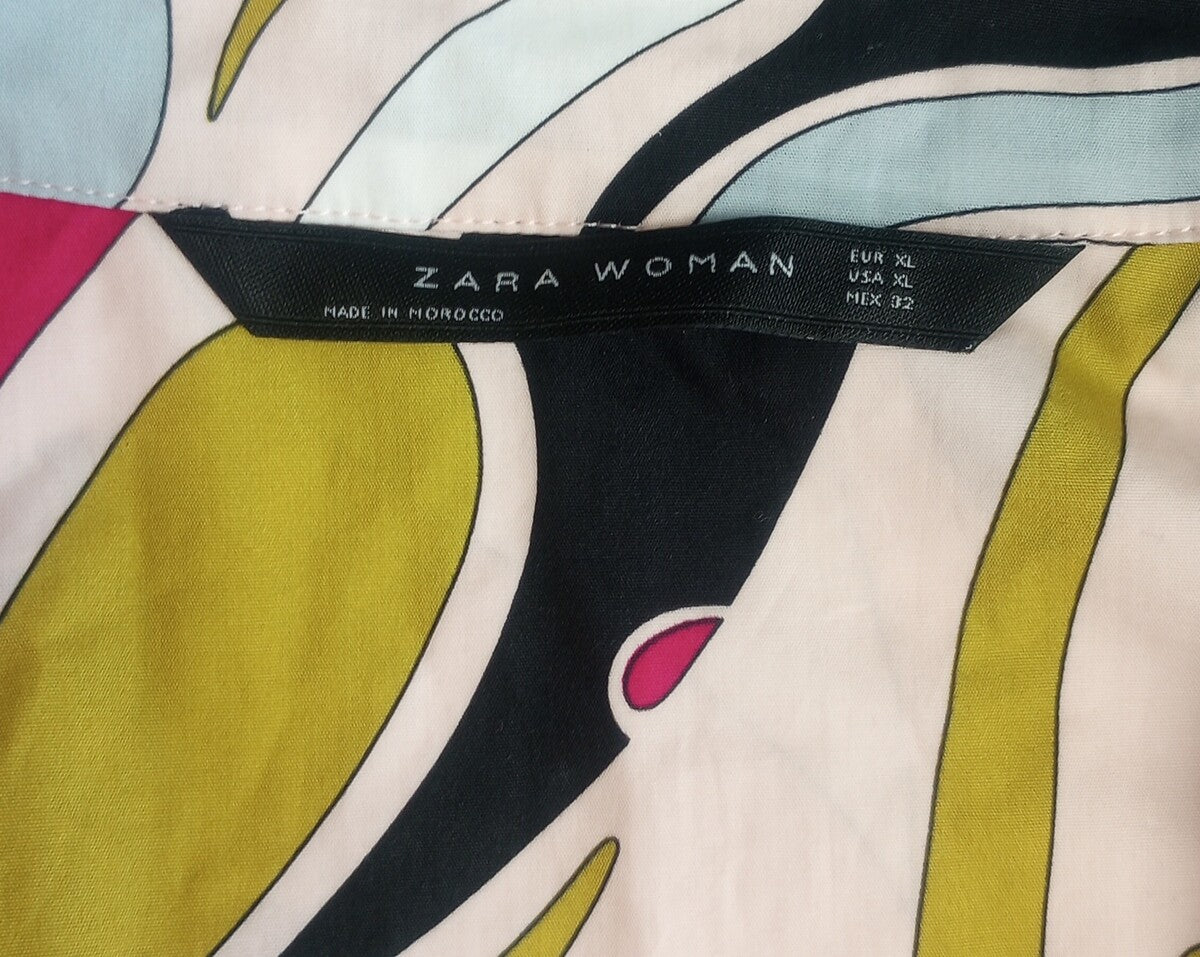 ZARA WOMAN
MADE IN MOROCCO
EUR XL
USA XL
MEX 32